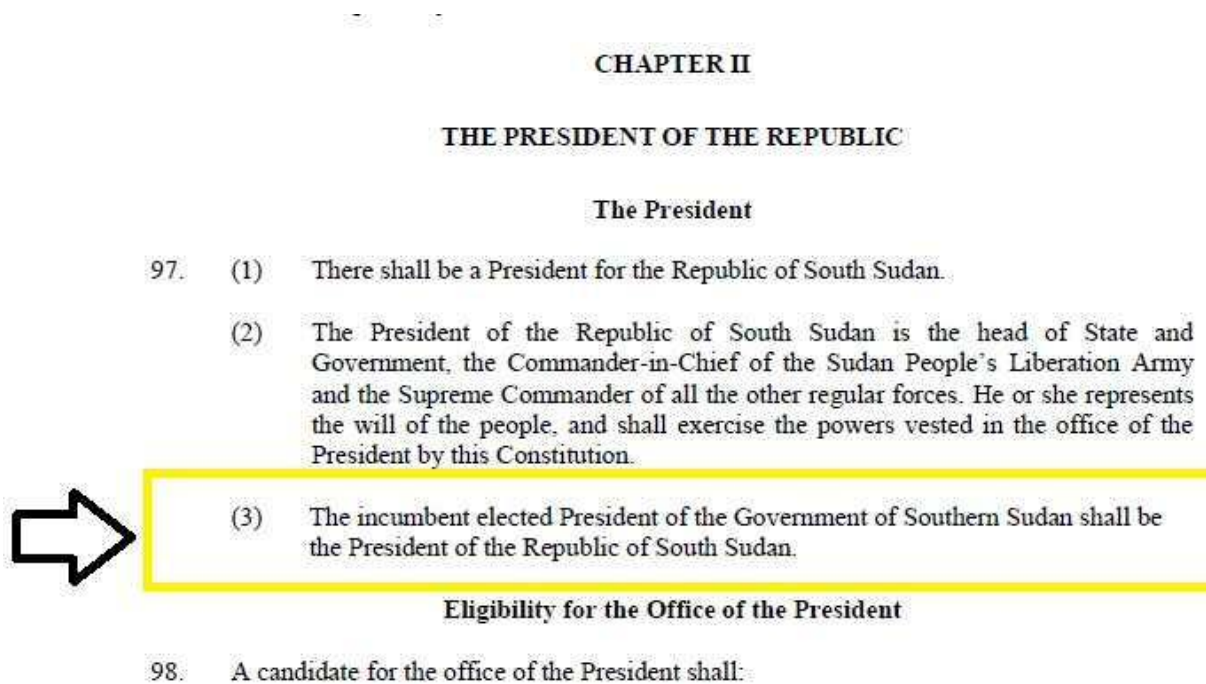 CHAPTER II
THE PRESIDENT OF THE REPUBLIC
The President
97. (1) There shall be a President for the Republic of South Sudan.
(2) The President of the Republic of South Sudan is the head of State and
Government, the Commander-in-Chief of the Sudan People's Liberation Army
and the Supreme Commander of all the other regular forces. He or she represents
the will of the people, and shall exercise the powers vested in the office of the
President by this Constitution.
(3) The incumbent elected President of the Government of Southern Sudan shall be
the President of the Republic of South Sudan.
Eligibility for the Office of the President
98. A candidate for the office of the President shall: